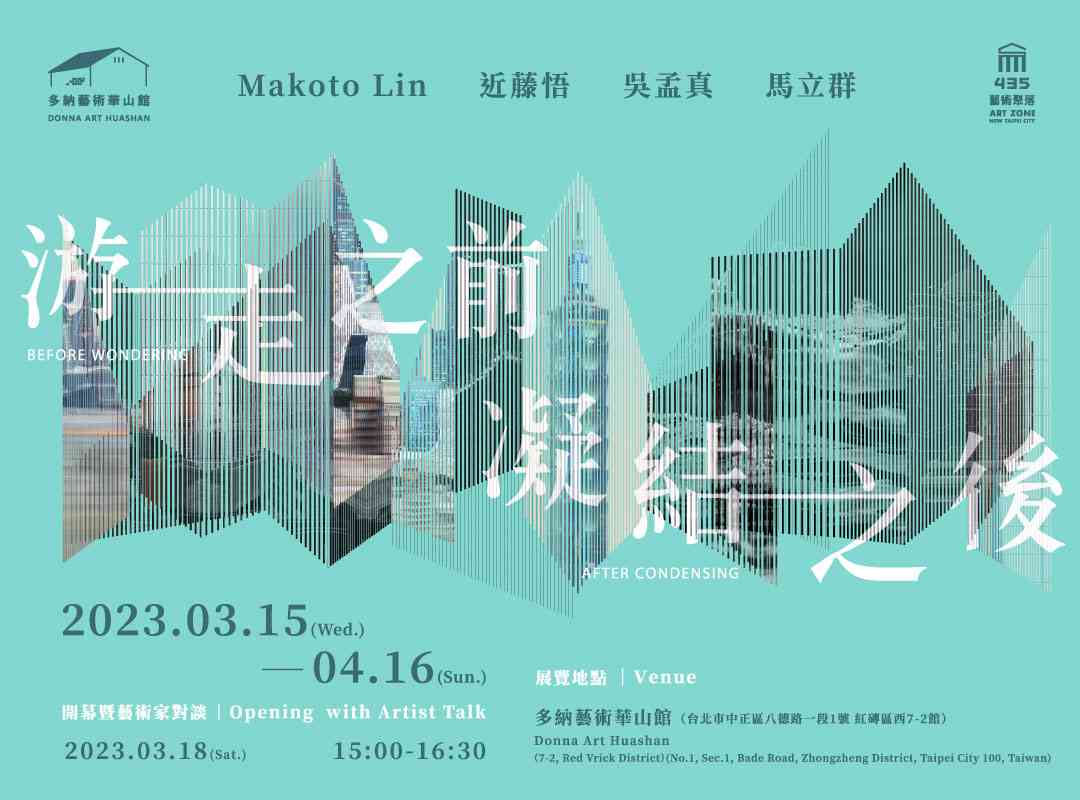 多納藝術華山館
DONNA ART HUASHAN
Makoto Lin 近藤悟 吳孟真 馬立群
435
藝術聚落
ART ZONE
NEW TAIPEI CITY
游走之前
BEFORE WONDERING
凝結之後
AFTER CONDENSING
2023.03.15(Wed.)
—04.16(Sun.)
開幕暨藝術家對談｜Opening with Artist Talk
2023.03.18(Sat.) 15:00-16:30
展覽地點｜Venue
多納藝術華山館（台北市中正區八德路一段1號 紅磚區西7-2館）
Donna Art Huashan
(7-2, Red Vrick District)(No.1, Sec.1, Bade Road, Zhongzheng District, Taipei City 100, Taiwan)